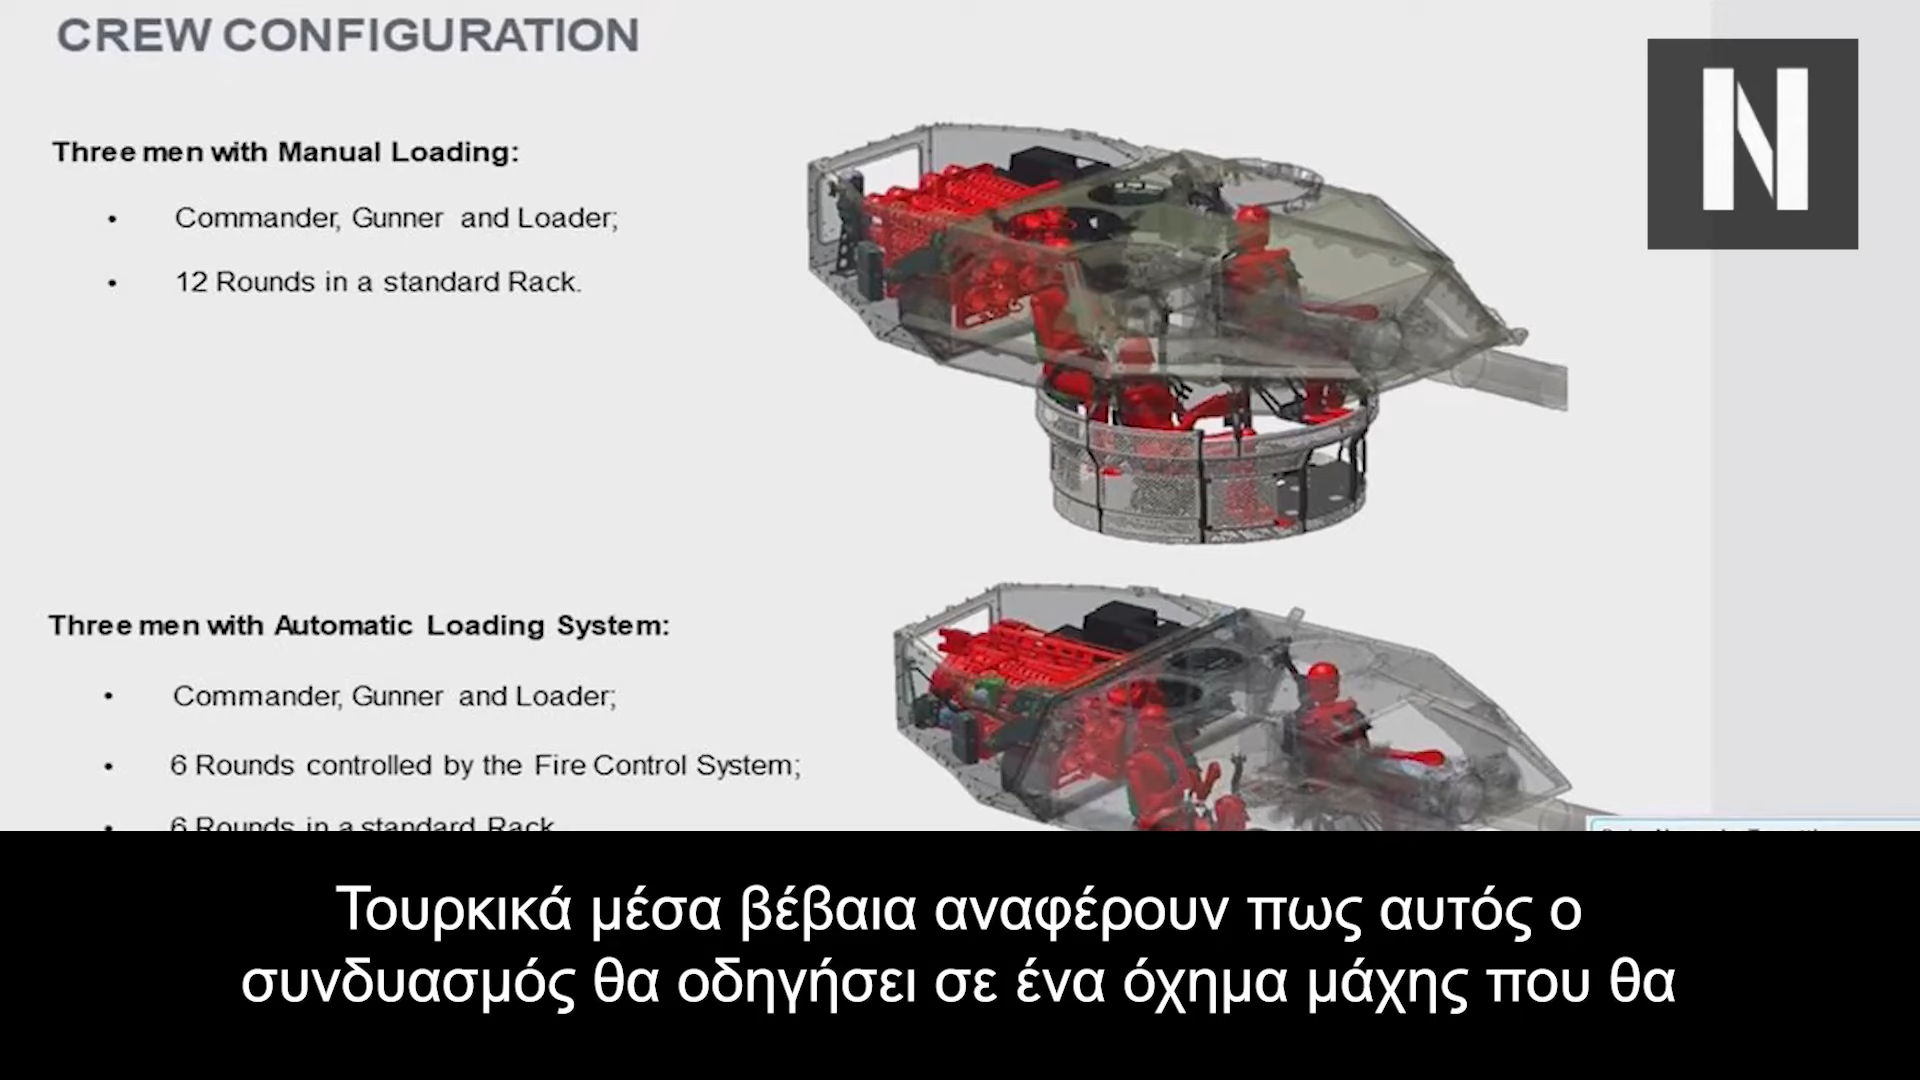 CREW CONFIGURATION
N
Three men with Manual Loading:
• Commander, Gunner and Loader;
• 12 Rounds in a standard Rack.
Three men with Automatic Loading System:
• Commander, Gunner and Loader;
• 6 Rounds controlled by the Fire Control System;
• 6 Rounds in a standard Rack
Τουρκικά μέσα βέβαια αναφέρουν πως αυτός ο
συνδυασμός θα οδηγήσει σε ένα όχημα μάχης που θα